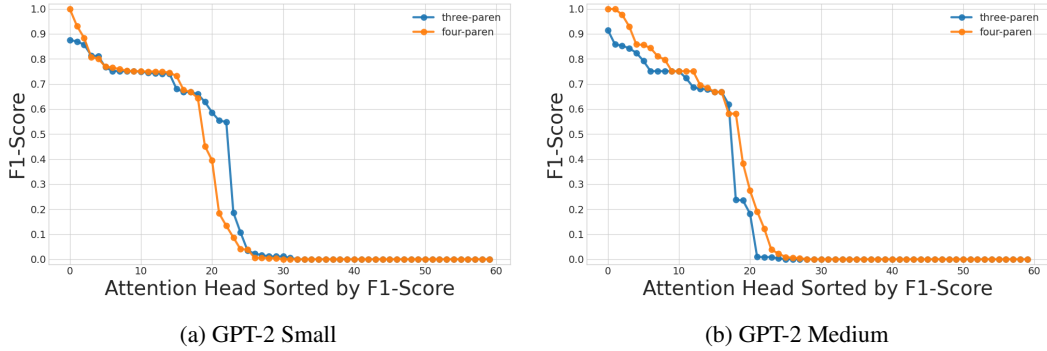 1.0
0.9
0.8
0.7
0.6
0.5
0.4
0.3
0.2
0.1
0.0
F1-Score
three-paren
four-paren
0 10 20 30 40 50 60
Attention Head Sorted by F1-Score
(a) GPT-2 Small
1.0
0.9
0.8
0.7
0.6
0.5
0.4
0.3
0.2
0.1
0.0
F1-Score
three-paren
four-paren
0 10 20 30 40 50 60
Attention Head Sorted by F1-Score
(b) GPT-2 Medium